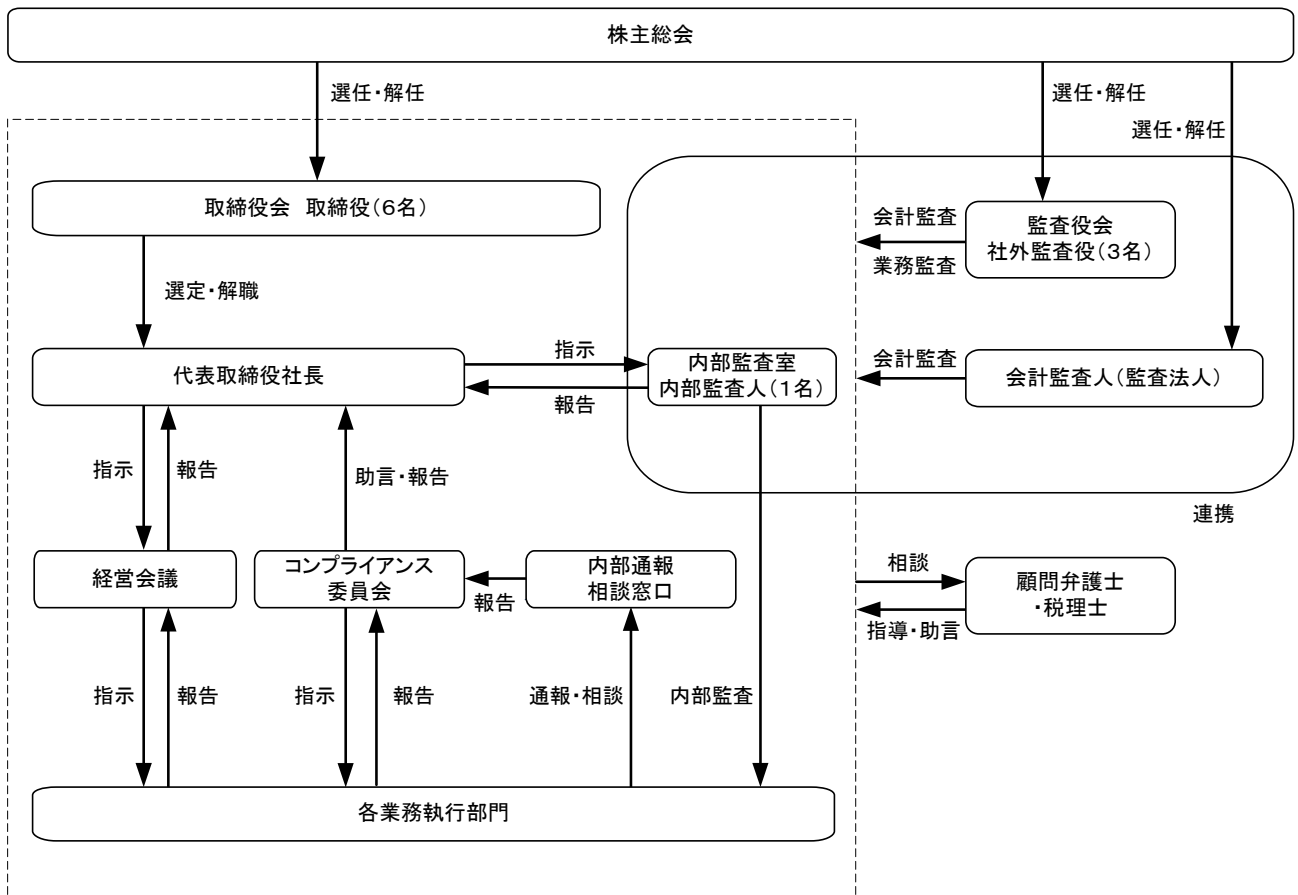 株主総会
選任・解任
選任・解任
選任・解任
取締役会 取締役(6名)
会計監査
業務監査
監査役会
社外監査役(3名)
選定・解職
代表取締役社長
指示
報告
内部監査室
内部監査人(1名)
会計監査
会計監査人(監査法人)
指示
報告
助言・報告
連携
経営会議
コンプライアンス
委員会
報告
内部通報
相談窓口
相談
指導・助言
顧問弁護士
・税理士
指示
報告
指示
報告
通報・相談
内部監査
各業務執行部門